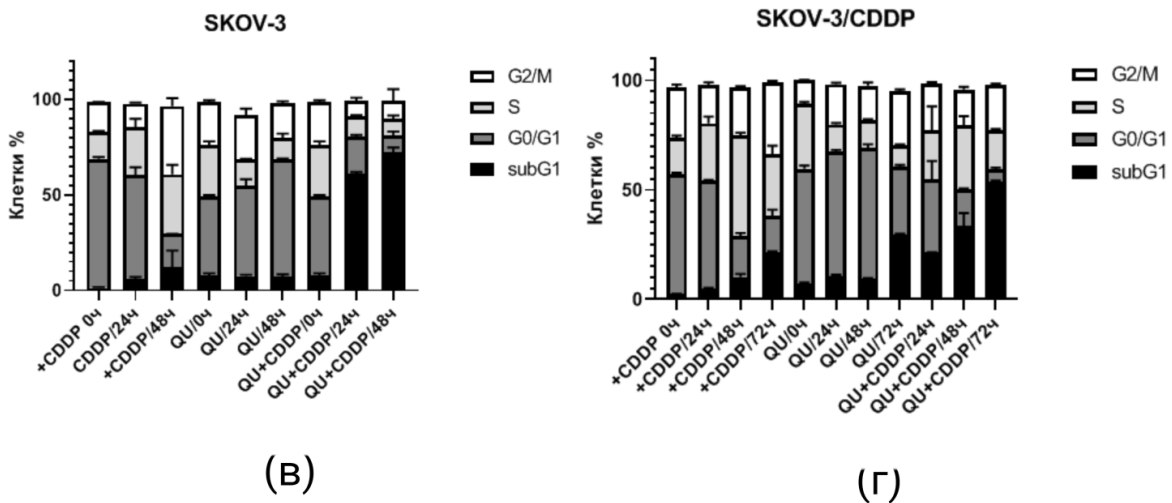 SKOV-3
Клетки %
100
50
0
G2/M
S
G0/G1
subG1
+CDDP 0ч
CDDP/24ч
+CDDP/48ч
QU/0ч
QU/24ч
QU/48ч
QU+CDDP/0ч
QU+CDDP/24ч
QU+CDDP/48ч
(в)
SKOV-3/CDDP
Клетки %
100
50
0
G2/M
S
G0/G1
subG1
+CDDP 0ч
+CDDP/24ч
+CDDP/48ч
+CDDP/72ч
QU/0ч
QU/24ч
QU/48ч
QU/72ч
QU+CDDP/24ч
QU+CDDP/48ч
QU+CDDP/72ч
(г)